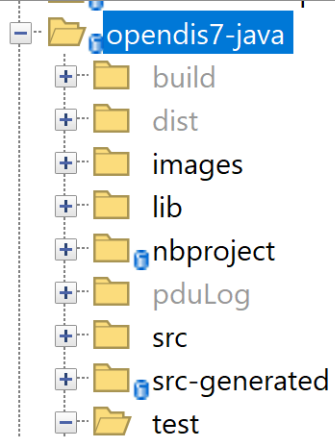 opendis7-java
build
dist
images
lib
nbproject
pduLog
src
src-generated
test